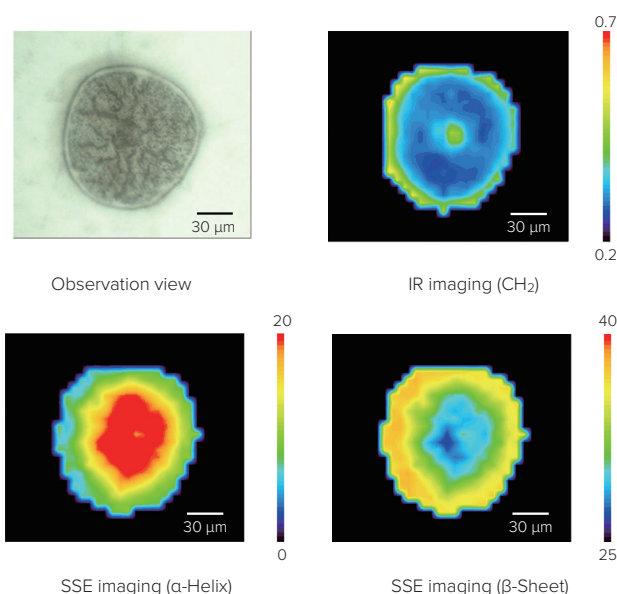 0.7
30 µm
30 µm
0.2
Observation view
IR imaging (CH₂)
20
40
30 µm
30 µm
0
25
SSE imaging (α-Helix)
SSE imaging (β-Sheet)